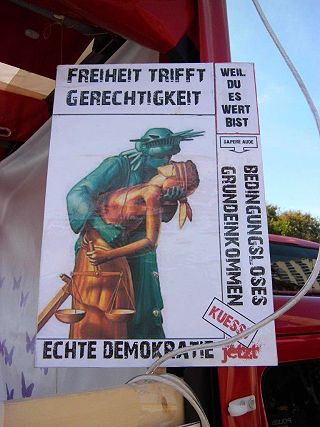 FREIHEIT TRIFFT
GERECHTIGKEIT
WEIL
DU
ES
WERT
BIST
SAPERE AUDE
BEDINGUNGSLOSES
GRUNDEINKOMMEN
KUESS
ECHTE DEMOKRATIE jetzt